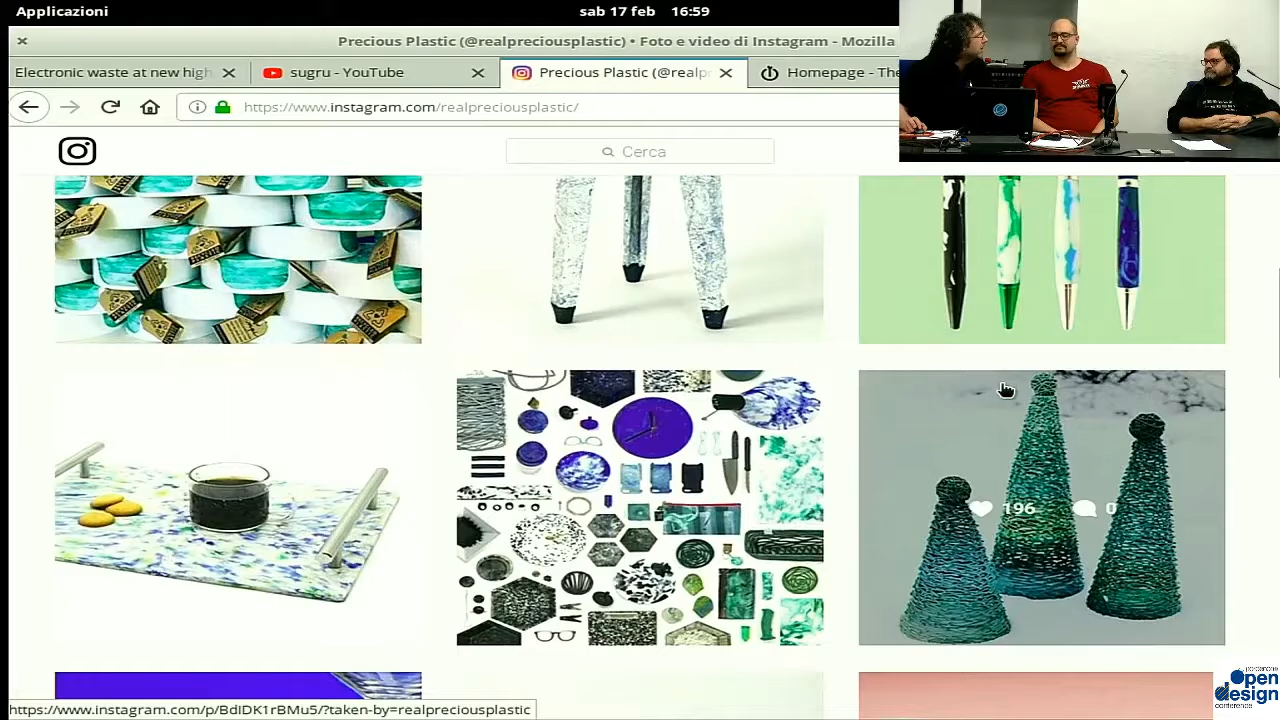 Applicazioni
sab 17 feb 16:59
Precious Plastic (@realpreciousplastic) • Foto e video di Instagram - Mozilla
Electronic waste at new high
sugru - YouTube
Precious Plastic (@realpr
Homepage - The
https://www.instagram.com/realpreciousplastic/
Cerca
196
0
https://www.instagram.com/p/BdIDK1rBMu5/?taken-by=realpreciousplastic
pordenone
open
design
conference